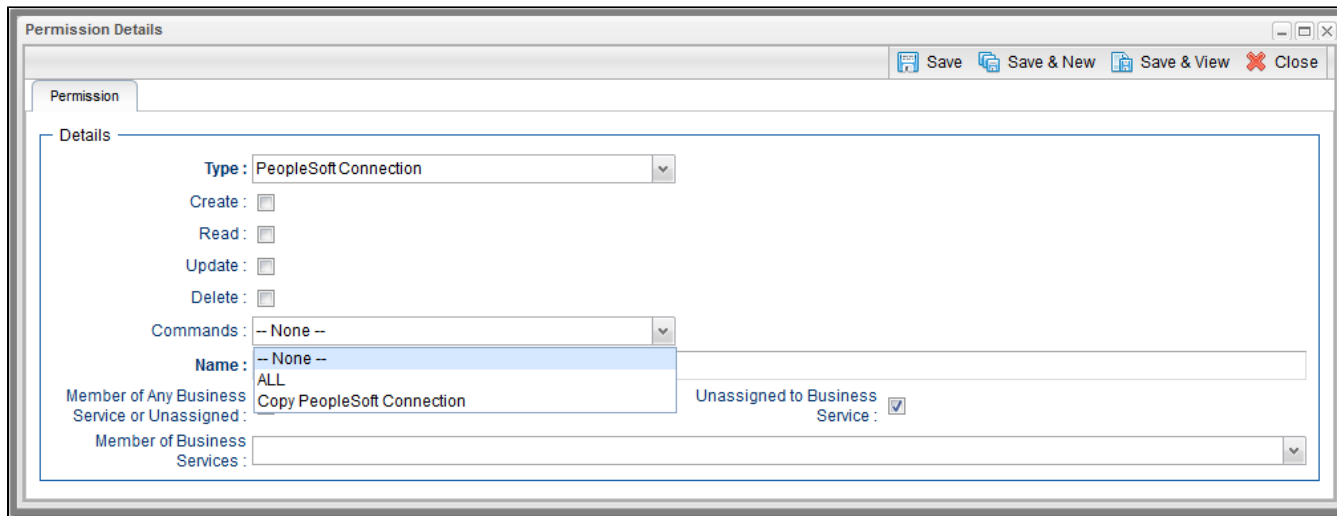 Permission Details
Save Save & New Save & View Close
Permission
Details
Type : PeopleSoft Connection
Create :
Read :
Update :
Delete :
Commands : -- None --
Name : -- None --
ALL
Member of Any Business Copy PeopleSoft Connection Unassigned to Business
Service or Unassigned : Service :
Member of Business
Services :